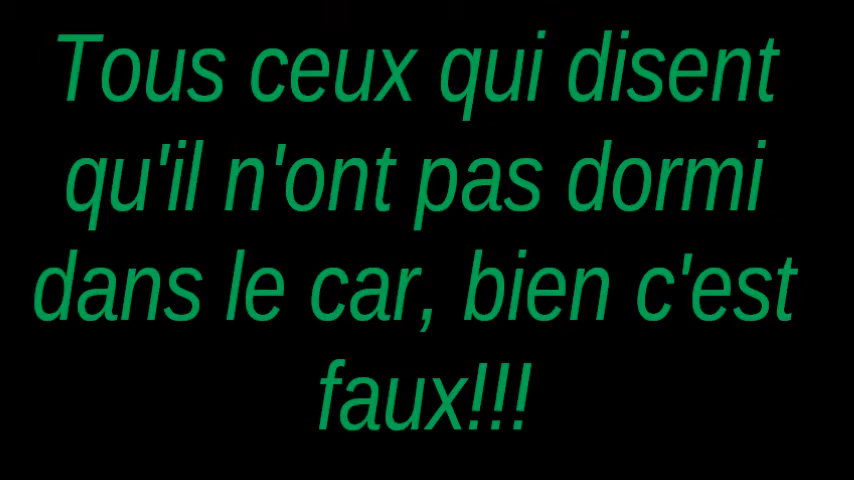 Tous ceux qui disent
qu'il n'ont pas dormi
dans le car, bien c'est
faux!!!